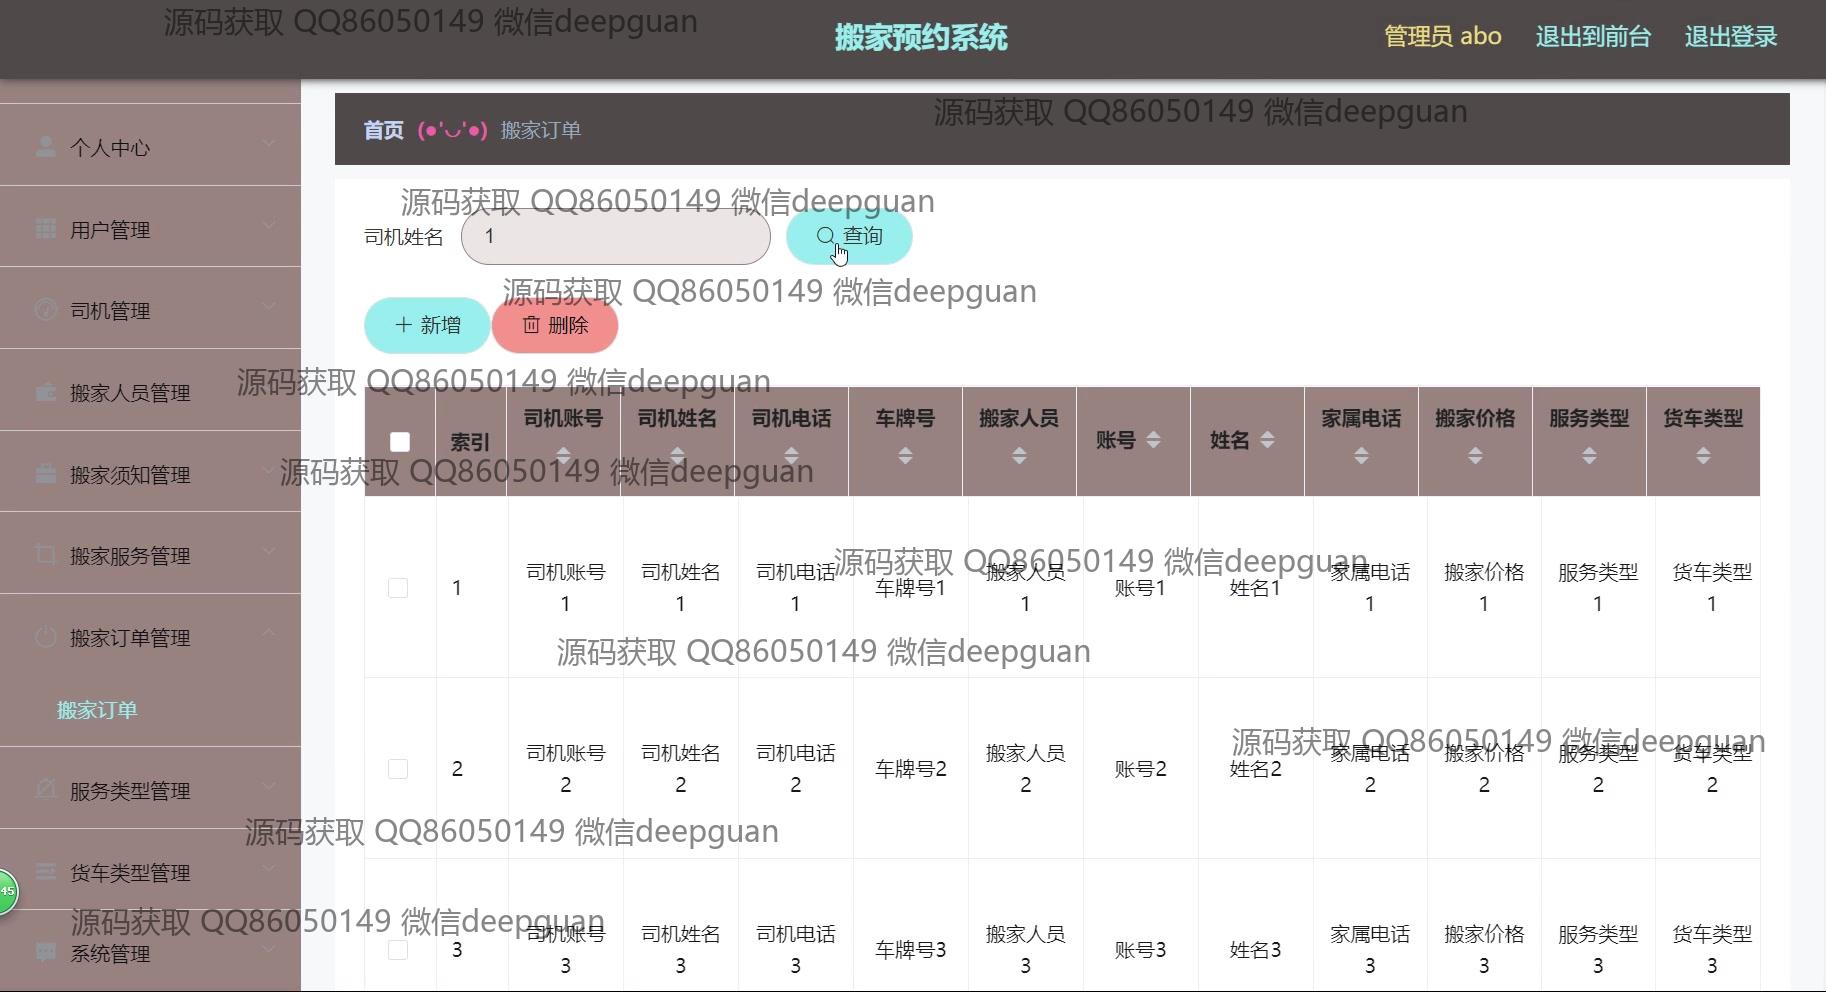 源码获取 QQ86050149 微信deepguan
搬家预约系统
管理员 abo
退出到前台
退出登录
源码获取 QQ86050149 微信deepguan
首页 (●'◡'●) 搬家订单
个人中心
用户管理
司机管理
搬家人员管理
搬家须知管理
搬家服务管理
搬家订单管理
搬家订单
服务类型管理
货车类型管理
系统管理
45
源码获取 QQ86050149 微信deepguan
司机姓名 1 查询
源码获取 QQ86050149 微信deepguan
新增 删除
源码获取 QQ86050149 微信deepguan
索引 司机账号 司机姓名 司机电话 车牌号 搬家人员 账号 姓名 家属电话 搬家价格 服务类型 货车类型
源码获取 QQ86050149 微信deepguan
源码获取 QQ86050149 微信deepguan
1 司机账号1 司机姓名1 司机电话1 车牌号1 搬家人员1 账号1 姓名1 家属电话1 搬家价格1 服务类型1 货车类型1
源码获取 QQ86050149 微信deepguan
源码获取 QQ86050149 微信deepguan
2 司机账号2 司机姓名2 司机电话2 车牌号2 搬家人员2 账号2 姓名2 家属电话2 搬家价格2 服务类型2 货车类型2
源码获取 QQ86050149 微信deepguan
源码获取 QQ86050149 微信deepguan
3 司机账号3 司机姓名3 司机电话3 车牌号3 搬家人员3 账号3 姓名3 家属电话3 搬家价格3 服务类型3 货车类型3